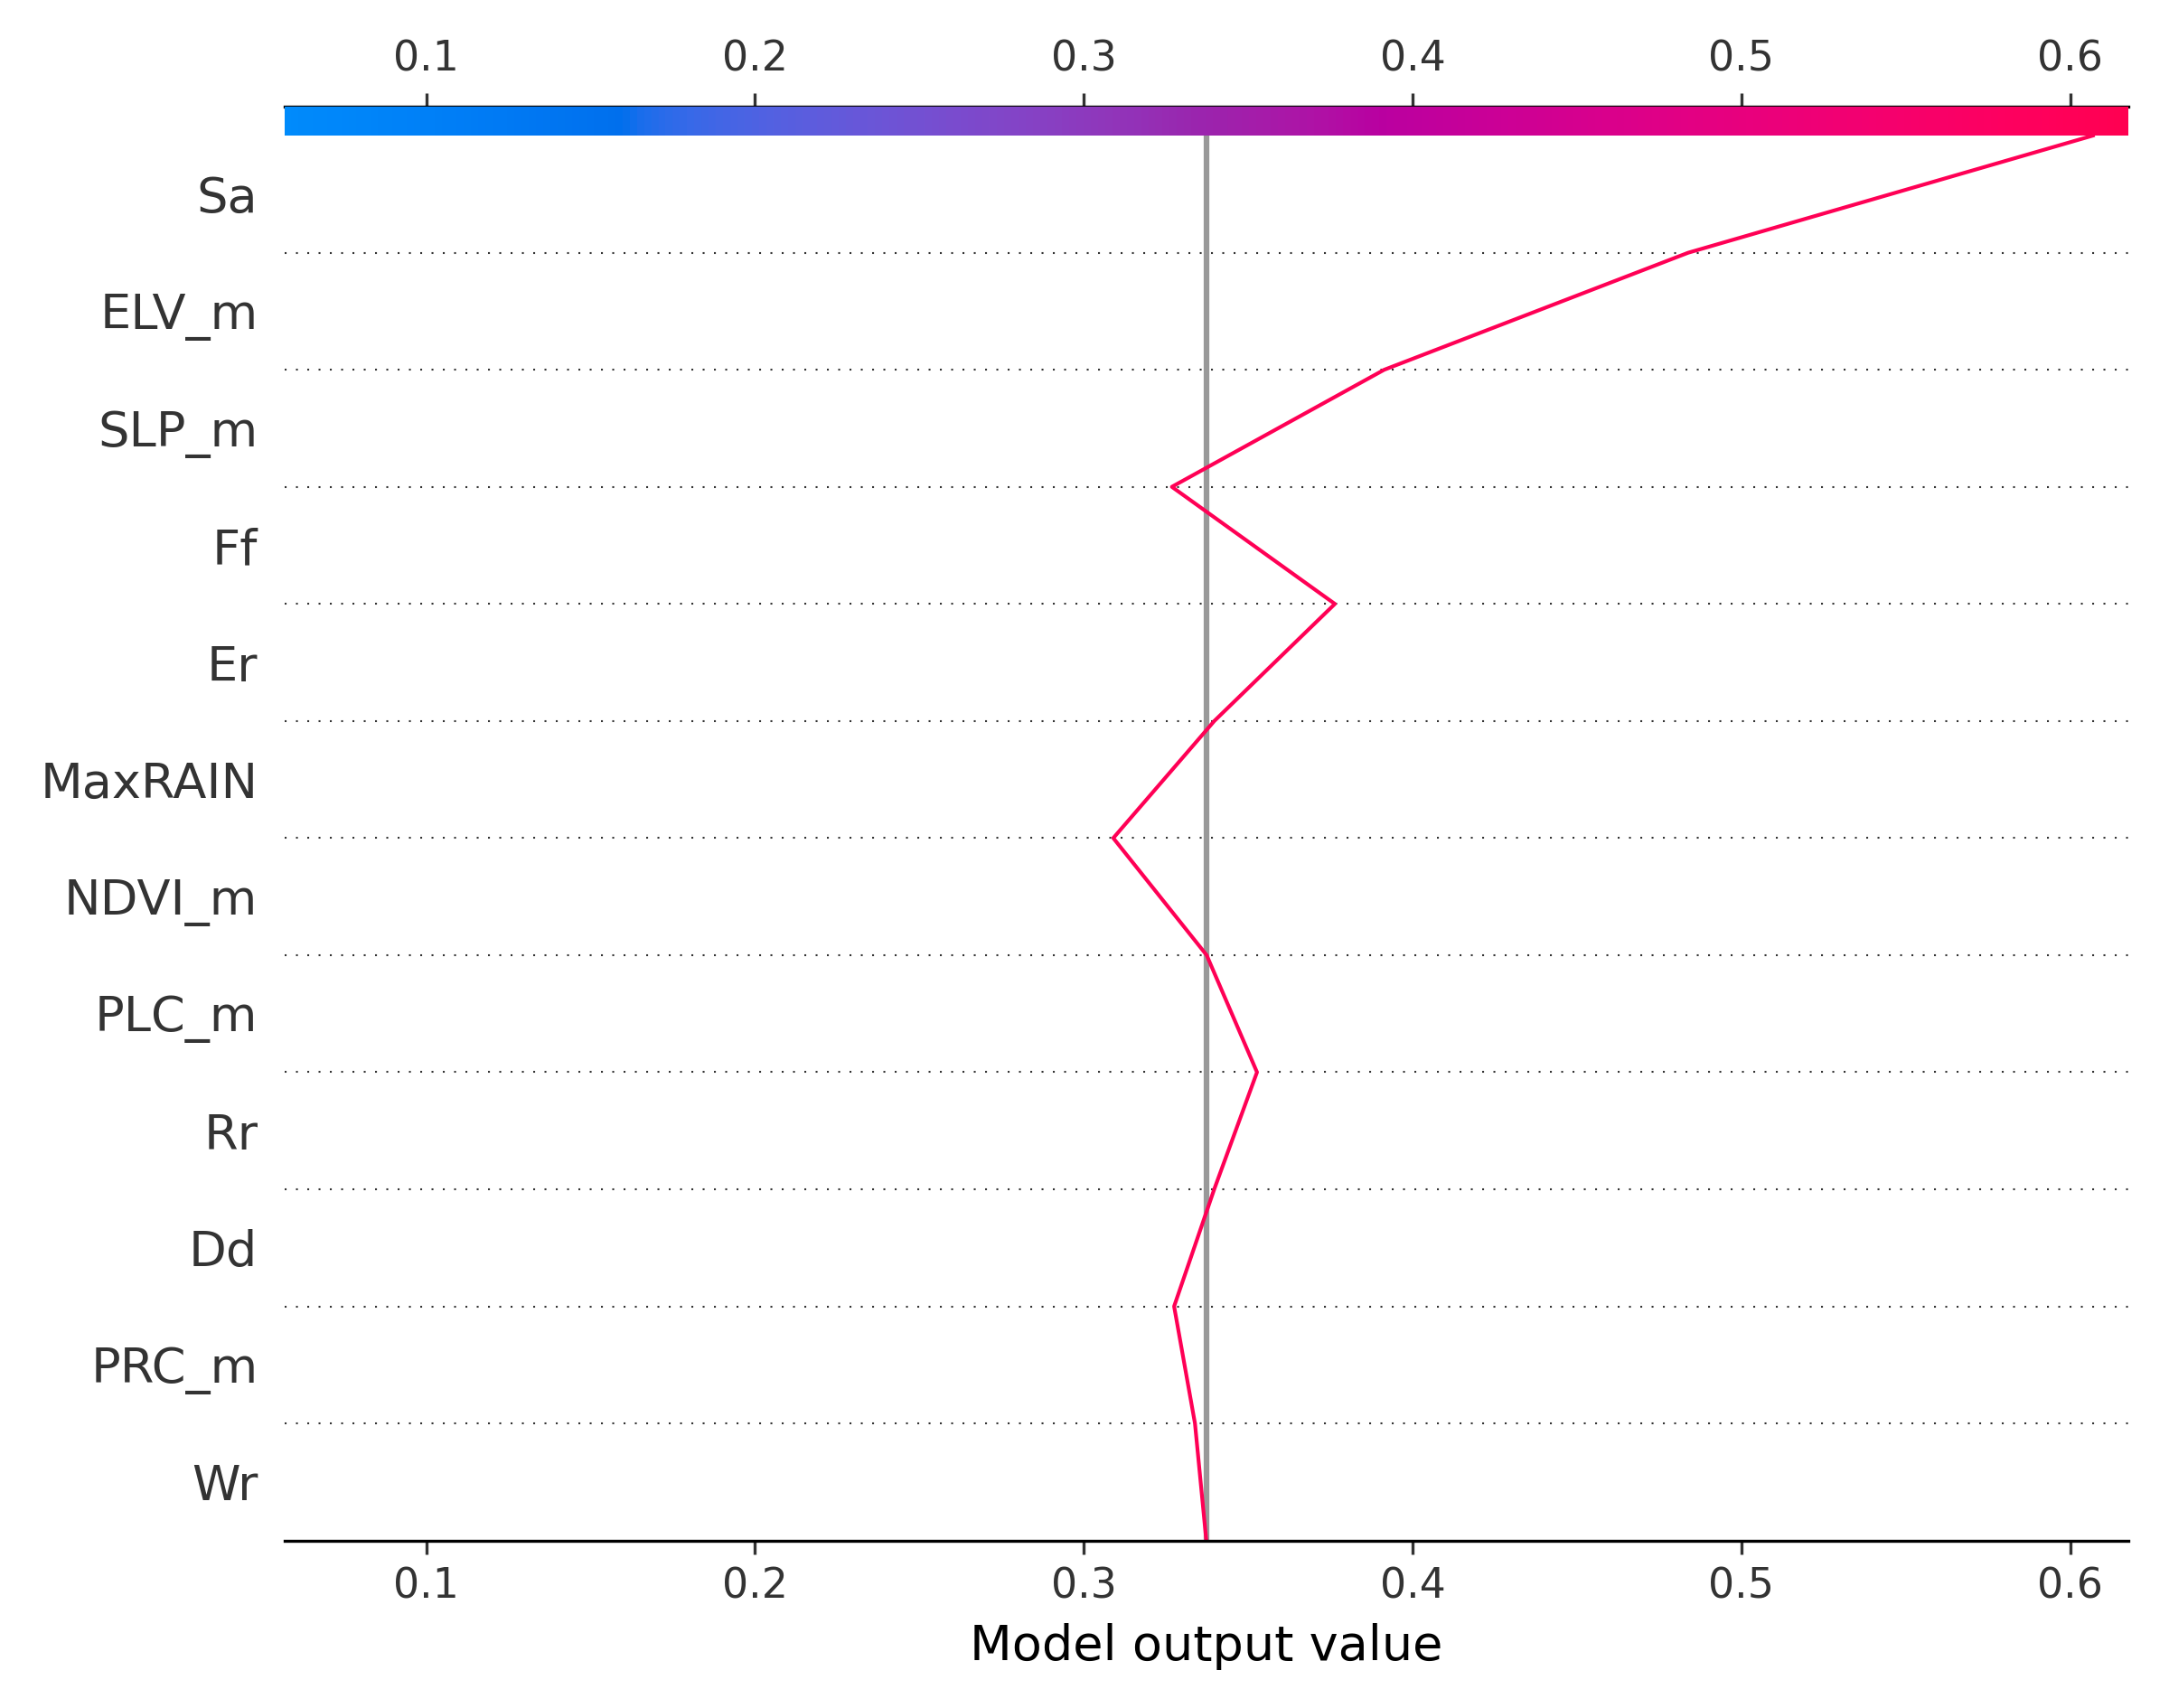 0.1 0.2 0.3 0.4 0.5 0.6
Sa
ELV_m
SLP_m
Ff
Er
MaxRAIN
NDVI_m
PLC_m
Rr
Dd
PRC_m
Wr
0.1 0.2 0.3 0.4 0.5 0.6
Model output value